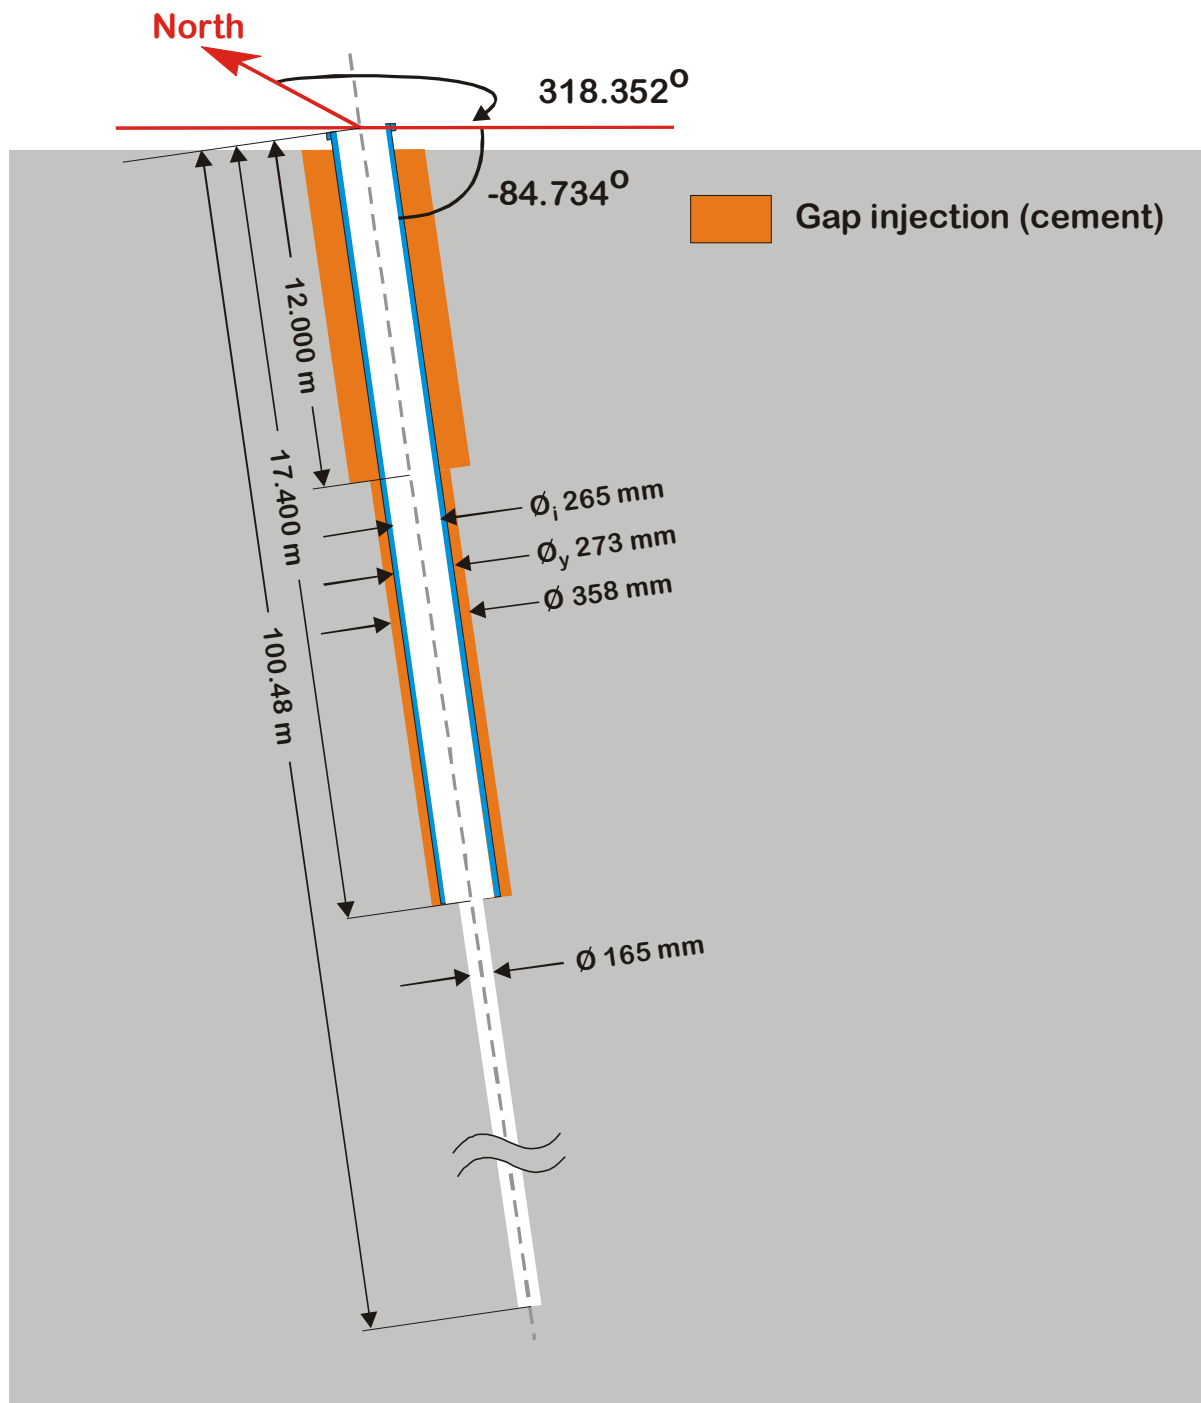 North
318.352°
-84.734°
Gap injection (cement)
12.000 m
17.400 m
100.48 m
Øi 265 mm
Øy 273 mm
Ø 358 mm
Ø 165 mm